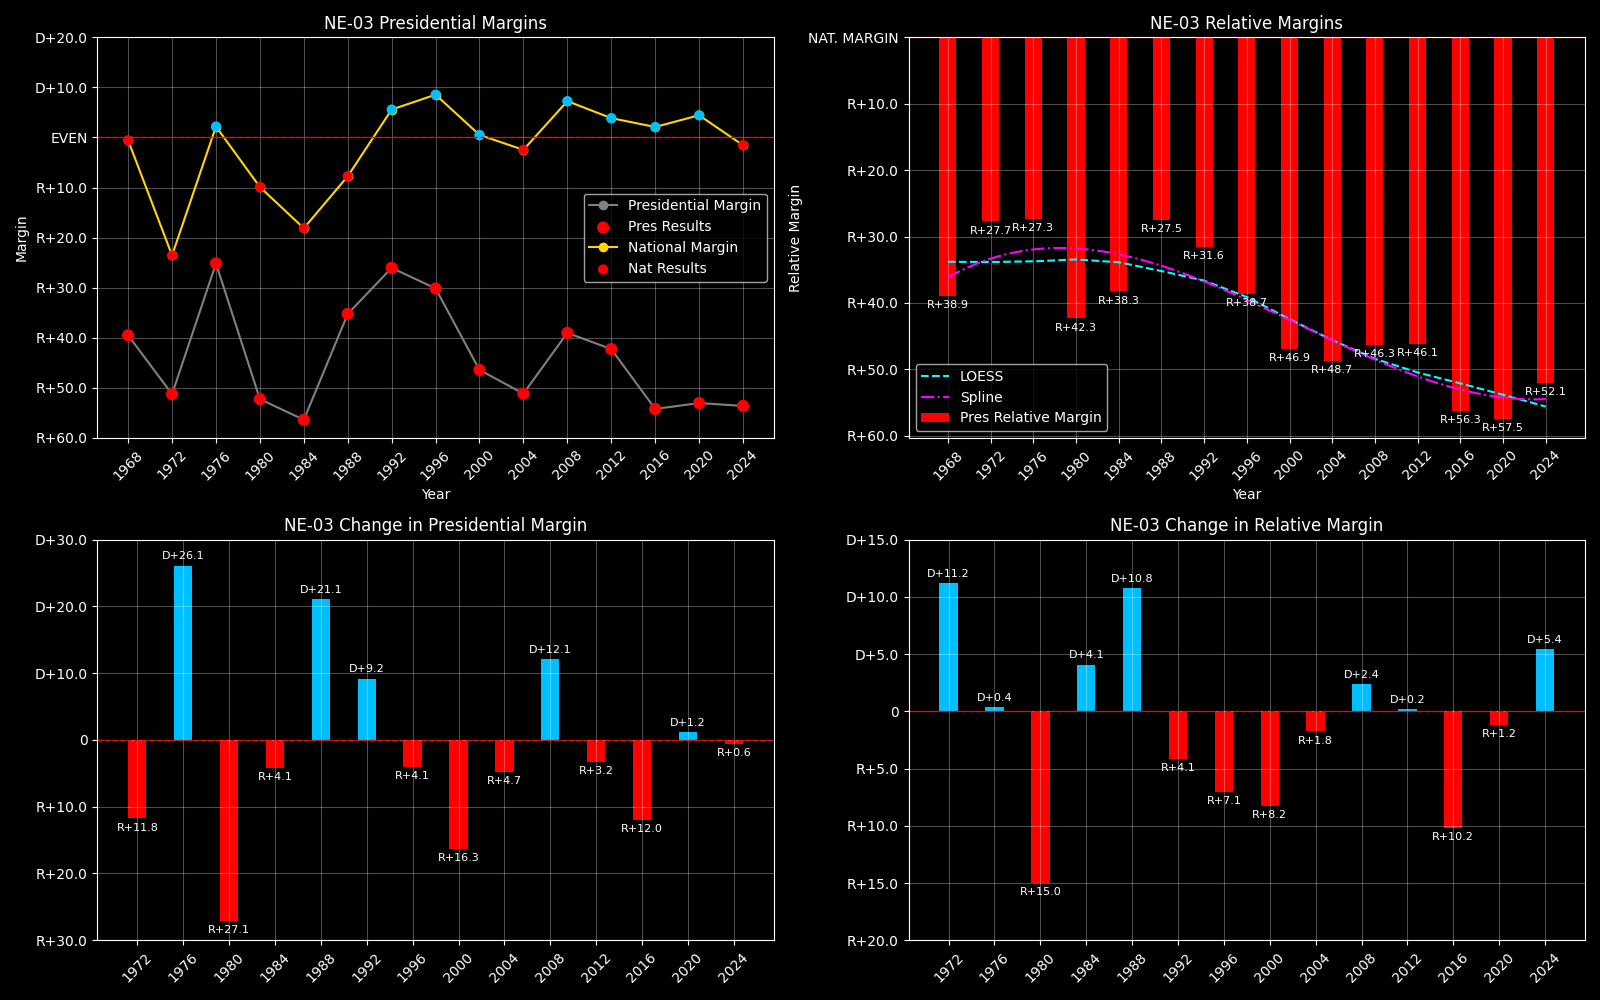 NE-03 Presidential Margins
D+20.0
D+10.0
EVEN
R+10.0
R+20.0
R+30.0
R+40.0
R+50.0
R+60.0
Margin
Presidential Margin
Pres Results
National Margin
Nat Results
1968 1972 1976 1980 1984 1988 1992 1996 2000 2004 2008 2012 2016 2020 2024
Year
NE-03 Relative Margins
NAT. MARGIN
R+10.0
R+20.0
R+30.0
R+40.0
R+50.0
R+60.0
Relative Margin
R+38.9 R+27.7 R+27.3 R+42.3 R+38.3 R+27.5 R+31.6 R+38.7 R+46.9 R+48.7 R+46.3 R+46.1 R+56.3 R+57.5 R+52.1
LOESS
Spline
Pres Relative Margin
1968 1972 1976 1980 1984 1988 1992 1996 2000 2004 2008 2012 2016 2020 2024
Year
NE-03 Change in Presidential Margin
D+30.0
D+20.0
D+10.0
0
R+10.0
R+20.0
R+30.0
R+11.8 D+26.1 R+27.1 R+4.1 D+21.1 D+9.2 R+4.1 R+16.3 R+4.7 D+12.1 R+3.2 R+12.0 D+1.2 R+0.6
1972 1976 1980 1984 1988 1992 1996 2000 2004 2008 2012 2016 2020 2024
NE-03 Change in Relative Margin
D+15.0
D+10.0
D+5.0
0
R+5.0
R+10.0
R+15.0
R+20.0
D+11.2 D+0.4 R+15.0 D+4.1 D+10.8 R+4.1 R+7.1 R+8.2 R+1.8 D+2.4 D+0.2 R+10.2 R+1.2 D+5.4
1972 1976 1980 1984 1988 1992 1996 2000 2004 2008 2012 2016 2020 2024